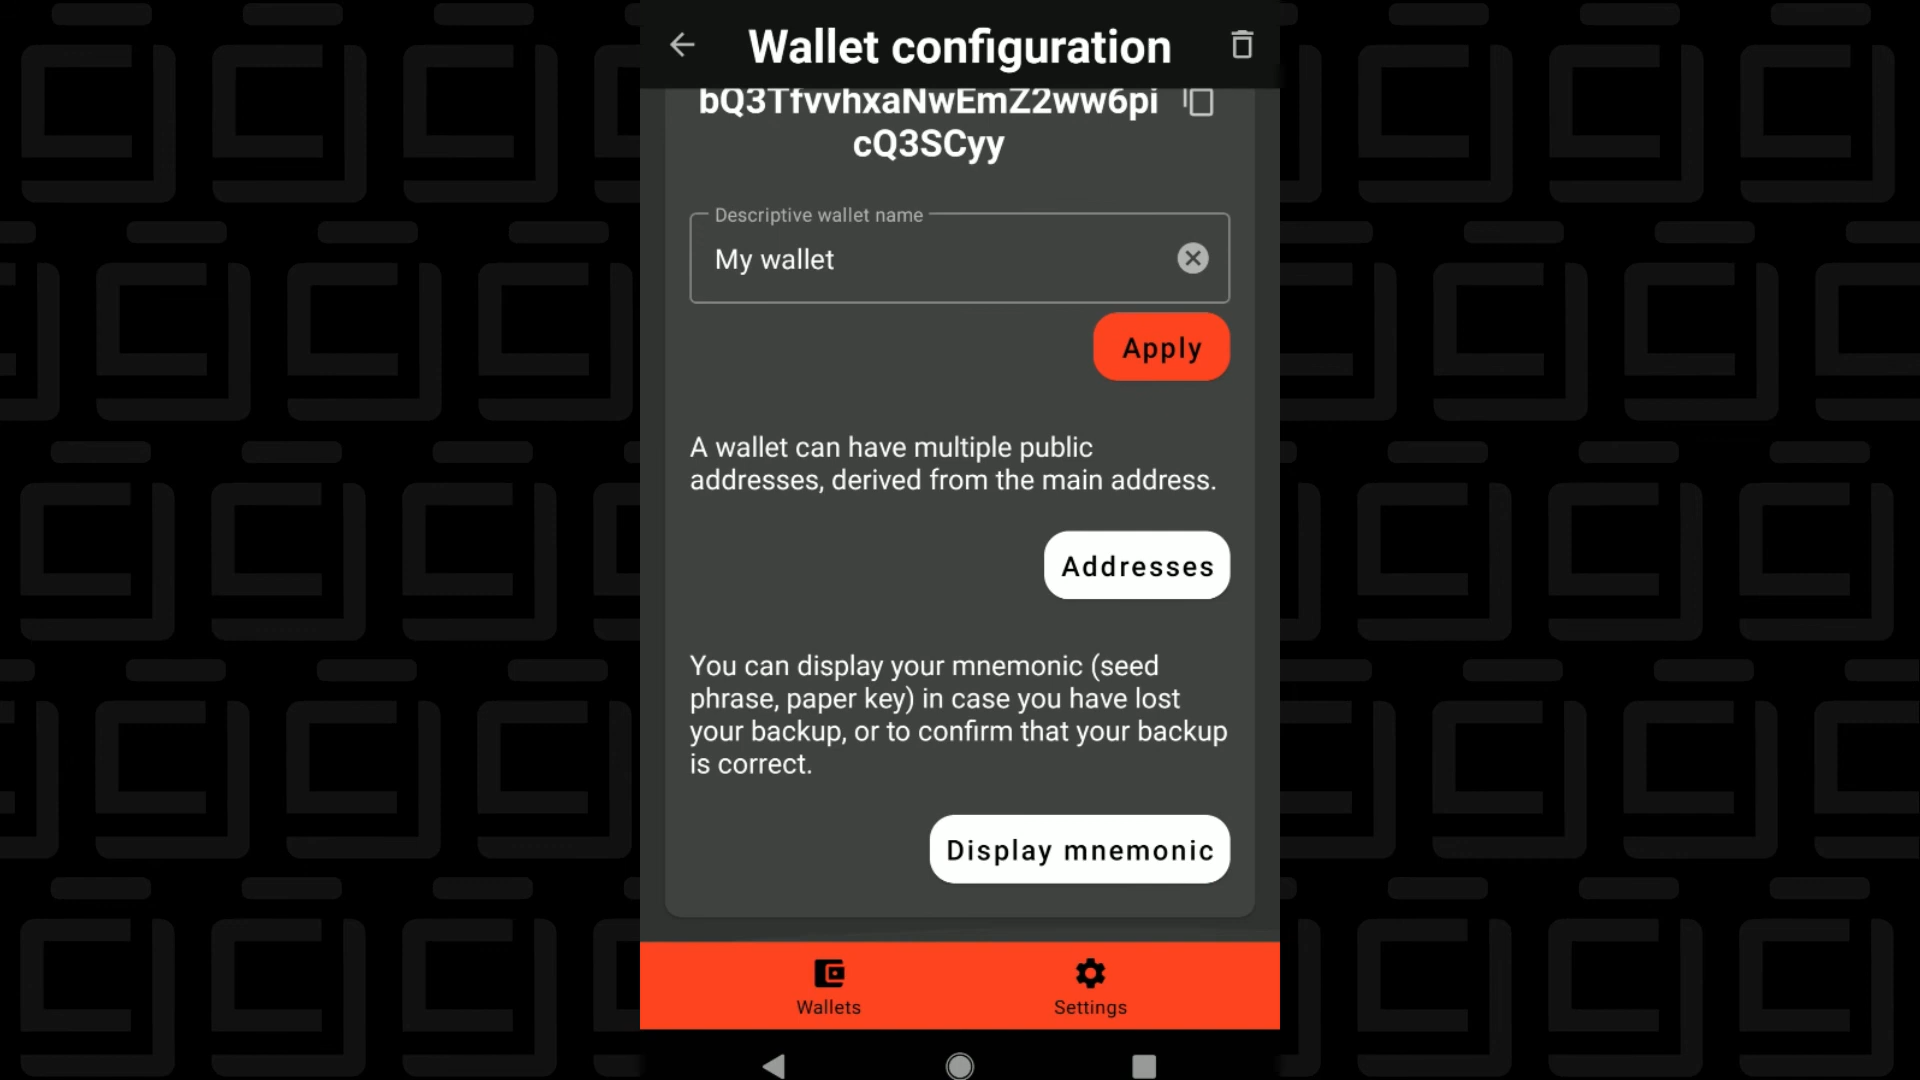 Wallet configuration
bQ3TfvvhxaNwEmZ2ww6pi
cQ3SCyy
Descriptive wallet name
My wallet
Apply
A wallet can have multiple public
addresses, derived from the main address.
Addresses
You can display your mnemonic (seed
phrase, paper key) in case you have lost
your backup, or to confirm that your backup
is correct.
Display mnemonic
Wallets
Settings